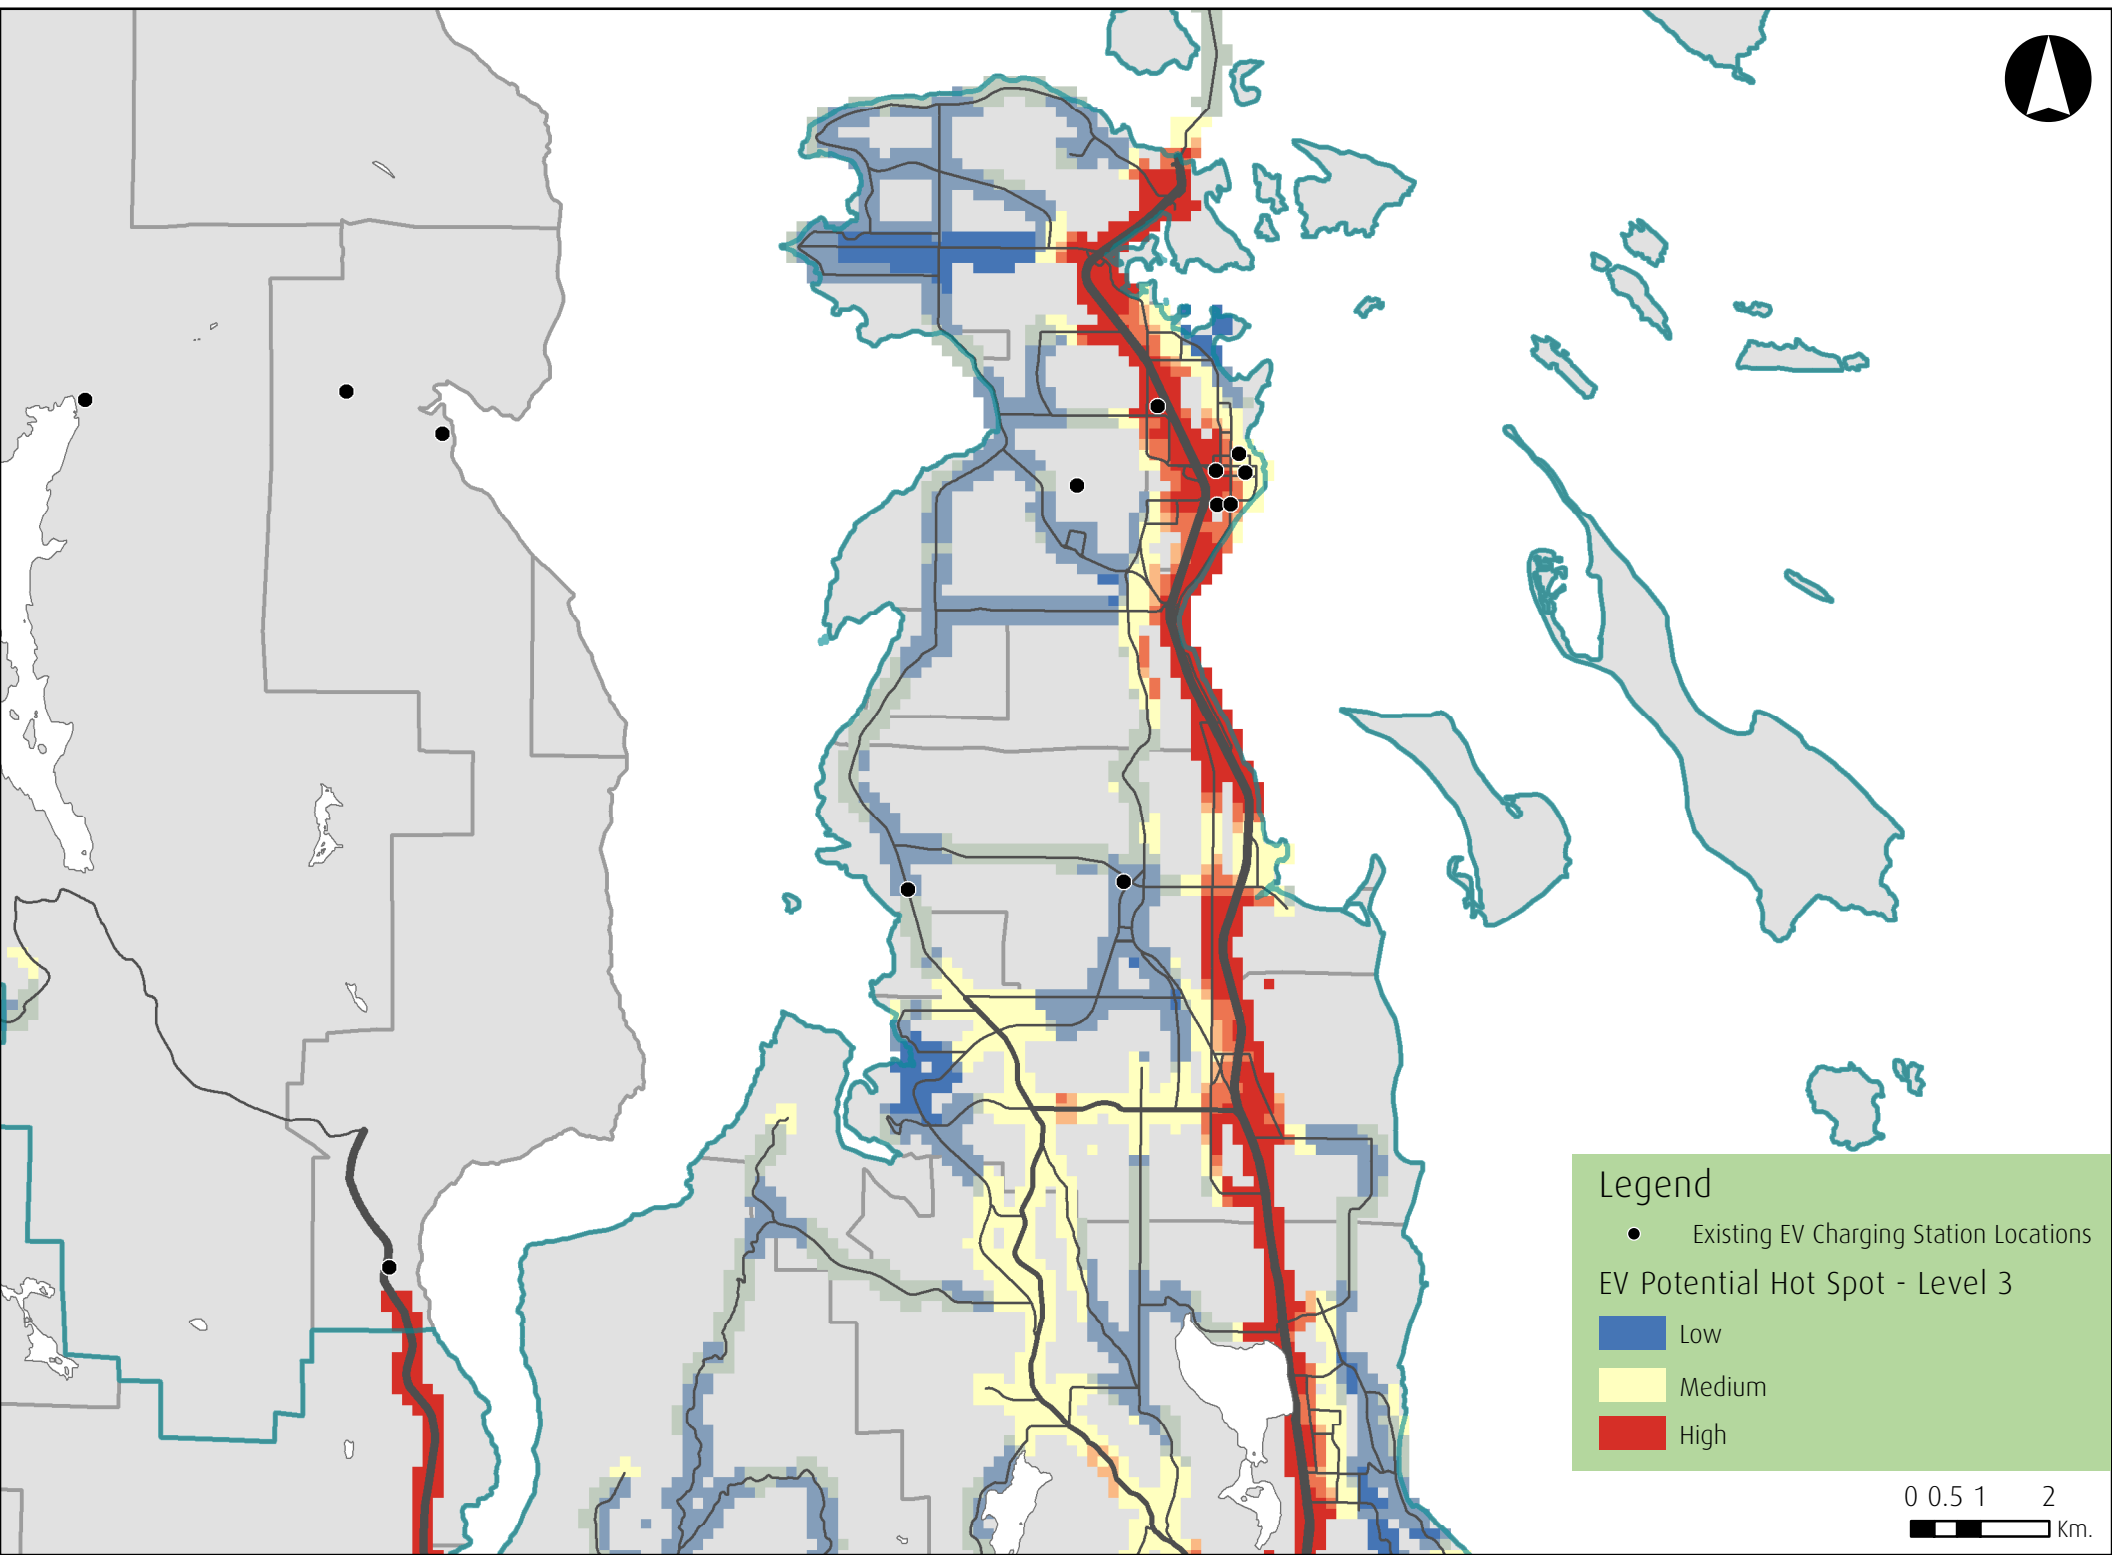 Legend
Existing EV Charging Station Locations
EV Potential Hot Spot - Level 3
Low
Medium
High
0 0.5 1 2
Km.